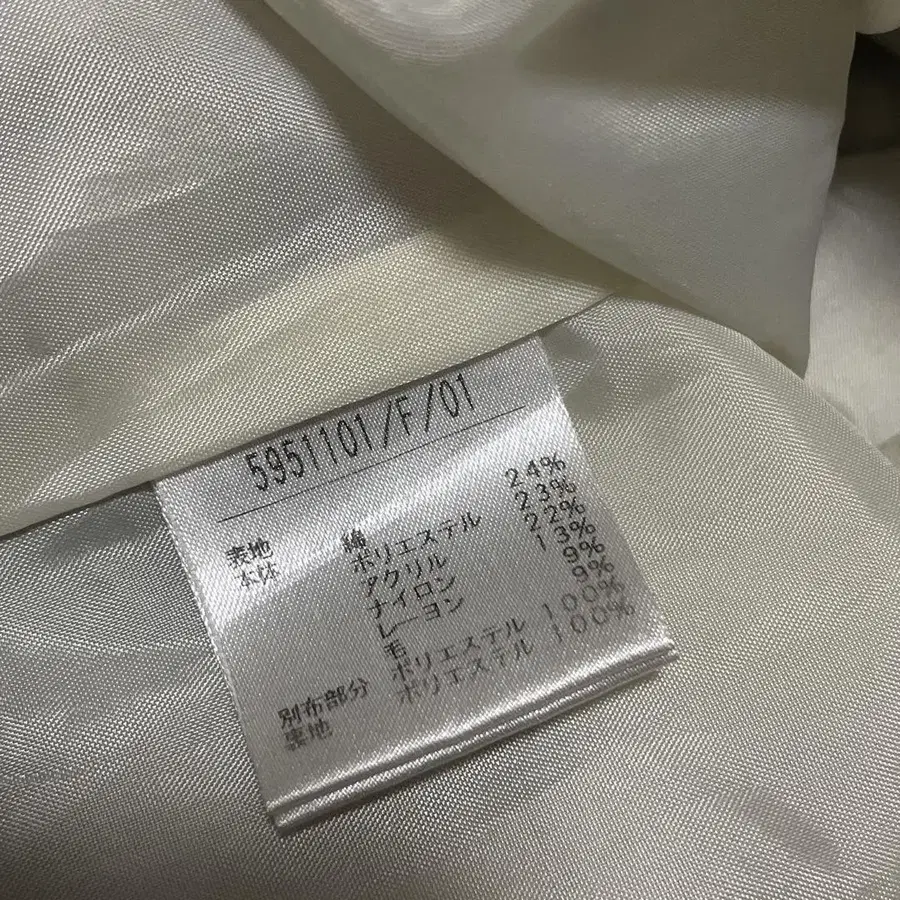 5951101/F/01
表地 綿 24%
本体 ポリエステル 23%
アクリル 22%
ナイロン 13%
レーヨン 9%
毛 9%
別布部分 ポリエステル 100%
裏地 ポリエステル 100%